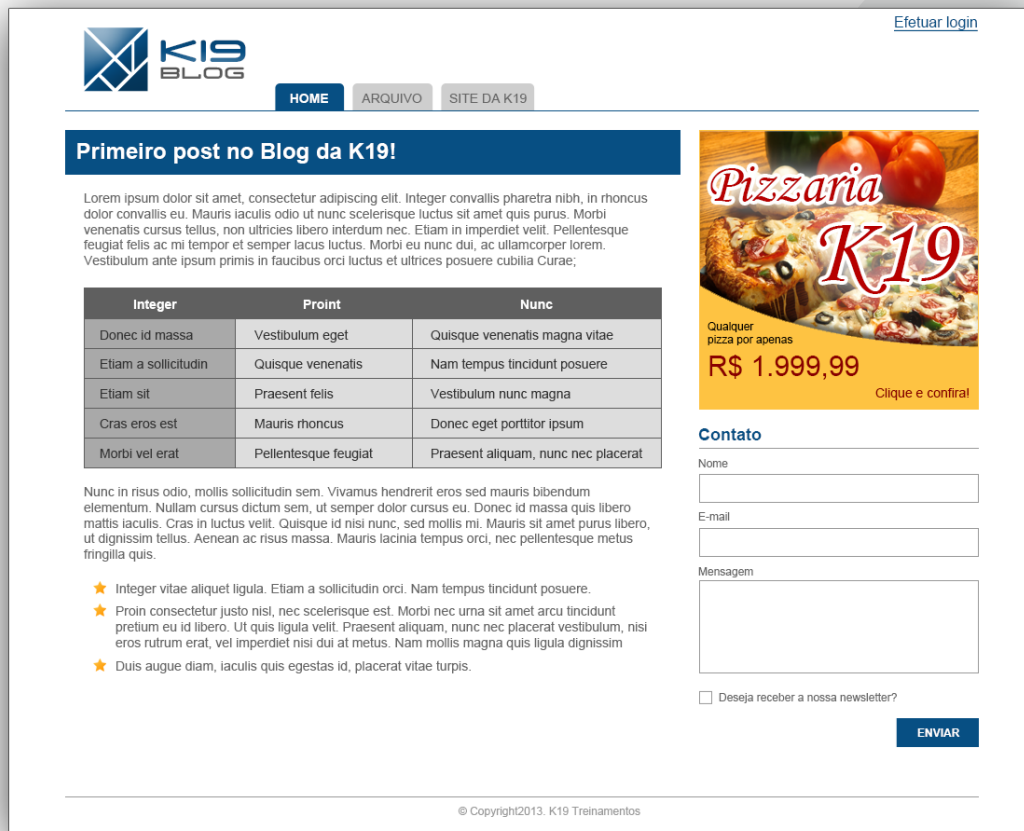 Efetuar login
K19
BLOG
HOME ARQUIVO SITE DA K19
Primeiro post no Blog da K19!
Lorem ipsum dolor sit amet, consectetur adipiscing elit. Integer convallis pharetra nibh, in rhoncus
dolor convallis eu. Mauris iaculis odio ut nunc scelerisque luctus sit amet quis purus. Morbi
venenatis cursus tellus, non ultricies libero interdum nec. Etiam in imperdiet velit. Pellentesque
feugiat felis ac mi tempor et semper lacus luctus. Morbi eu nunc dui, ac ullamcorper lorem.
Vestibulum ante ipsum primis in faucibus orci luctus et ultrices posuere cubilia Curae;
Integer Proint Nunc
Donec id massa Vestibulum eget Quisque venenatis magna vitae
Etiam a sollicitudin Quisque venenatis Nam tempus tincidunt posuere
Etiam sit Praesent felis Vestibulum nunc magna
Cras eros est Mauris rhoncus Donec eget porttitor ipsum
Morbi vel erat Pellentesque feugiat Praesent aliquam, nunc nec placerat
Nunc in risus odio, mollis sollicitudin sem. Vivamus hendrerit eros sed mauris bibendum
elementum. Nullam cursus dictum sem, ut semper dolor cursus eu. Donec id massa quis libero
mattis iaculis. Cras in luctus velit. Quisque id nisi nunc, sed mollis mi. Mauris sit amet purus libero,
ut dignissim tellus. Aenean ac risus massa. Mauris lacinia tempus orci, nec pellentesque metus
fringilla quis.
Integer vitae aliquet ligula. Etiam a sollicitudin orci. Nam tempus tincidunt posuere.
Proin consectetur justo nisl, nec scelerisque est. Morbi nec urna sit amet arcu tincidunt
pretium eu id libero. Ut quis ligula velit. Praesent aliquam, nunc nec placerat vestibulum, nisi
eros rutrum erat, vel imperdiet nisi dui at metus. Nam mollis magna quis ligula dignissim
Duis augue diam, iaculis quis egestas id, placerat vitae turpis.
Pizzaria
K19
Qualquer
pizza por apenas
R$ 1.999,99
Clique e confira!
Contato
Nome
E-mail
Mensagem
Deseja receber a nossa newsletter?
ENVIAR
© Copyright2013. K19 Treinamentos